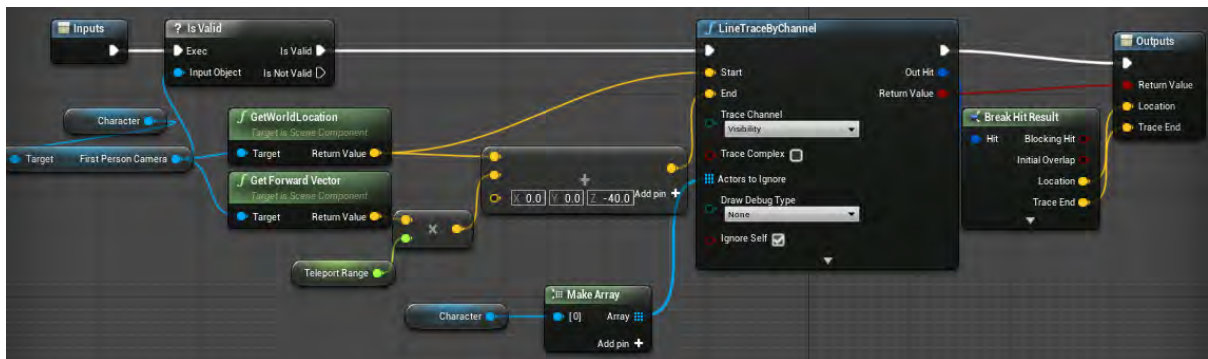 Inputs
? Is Valid
Exec
Is Valid
Input Object
Is Not Valid
Character
Target
First Person Camera
f GetWorldLocation
Target is Scene Component
Target
Return Value
f Get Forward Vector
Target is Scene Component
Target
Return Value
Teleport Range
×
+
X 0.0 Y 0.0 Z -40.0
Add pin +
Character
Make Array
[0]
Array
Add pin +
f LineTraceByChannel
Start
Out Hit
End
Return Value
Trace Channel
Visibility
Trace Complex
Actors to Ignore
Draw Debug Type
None
Ignore Self
Break Hit Result
Hit
Blocking Hit
Initial Overlap
Location
Trace End
Outputs
Return Value
Location
Trace End